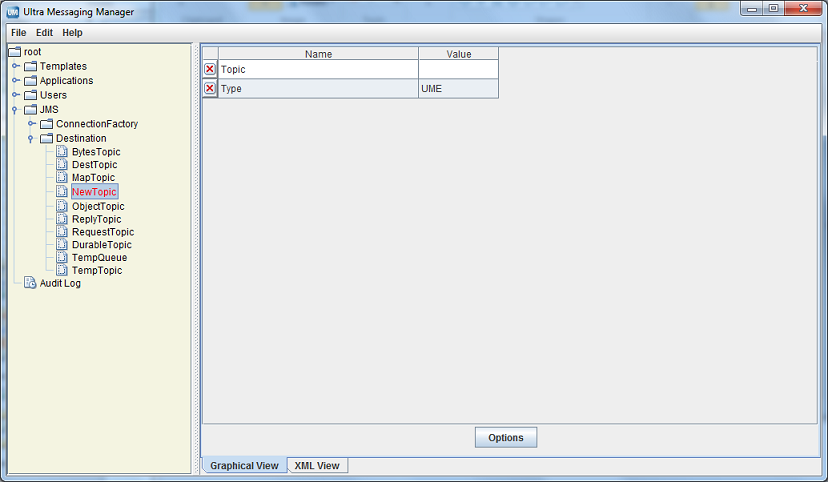 UM Ultra Messaging Manager
File Edit Help
root
Templates
Applications
Users
JMS
ConnectionFactory
Destination
BytesTopic
DestTopic
MapTopic
NewTopic
ObjectTopic
ReplyTopic
RequestTopic
DurableTopic
TempQueue
TempTopic
Audit Log
Name Value
Topic
Type UME
Options
Graphical View XML View